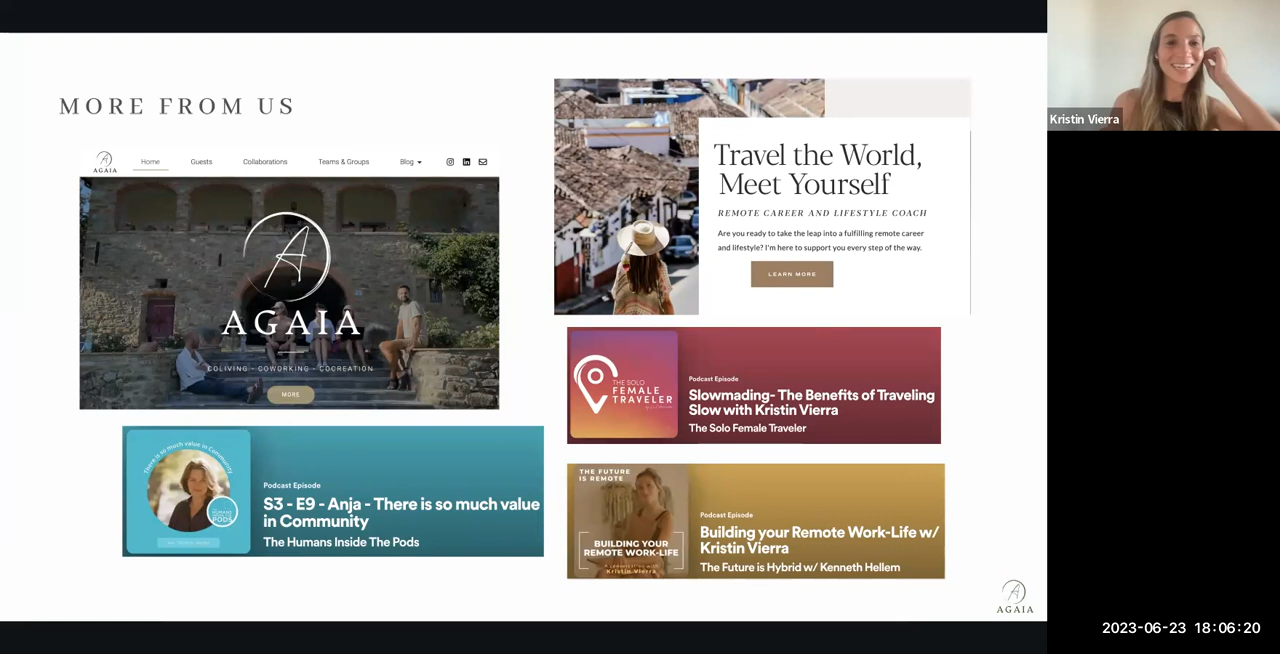 MORE FROM US
AGAIA
Home
Guests
Collaborations
Teams & Groups
Blog
AGAIA
COLIVING - COWORKING - COCREATION
MORE
There is so much value in Community
PODS
Podcast Episode
S3 - E9 - Anja - There is so much value
in Community
The Humans Inside The Pods
Travel the World,
Meet Yourself
REMOTE CAREER AND LIFESTYLE COACH
Are you ready to take the leap into a fulfilling remote career
and lifestyle? I'm here to support you every step of the way.
LEARN MORE
THE SOLO
FEMALE
TRAVELER
Podcast Episode
Slowmading- The Benefits of Traveling
Slow with Kristin Vierra
The Solo Female Traveler
THE FUTURE
IS REMOTE
BUILDING YOUR
REMOTE WORK-LIFE
Kristin Vierra
Podcast Episode
Building your Remote Work-Life w/
Kristin Vierra
The Future is Hybrid w/ Kenneth Hellem
AGAIA
Kristin Vierra
2023-06-23 18:06:20